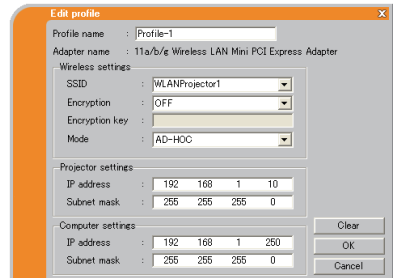 Edit profile X
Profile name : Profile-1
Adapter name : 11a/b/g Wireless LAN Mini PCI Express Adapter
Wireless settings
SSID : WLANProjector1
Encryption : OFF
Encryption key :
Mode : AD-HOC
Projector settings
IP address : 192 168 1 10
Subnet mask : 255 255 255 0
Computer settings
Clear
IP address : 192 168 1 250
OK
Subnet mask : 255 255 255 0
Cancel